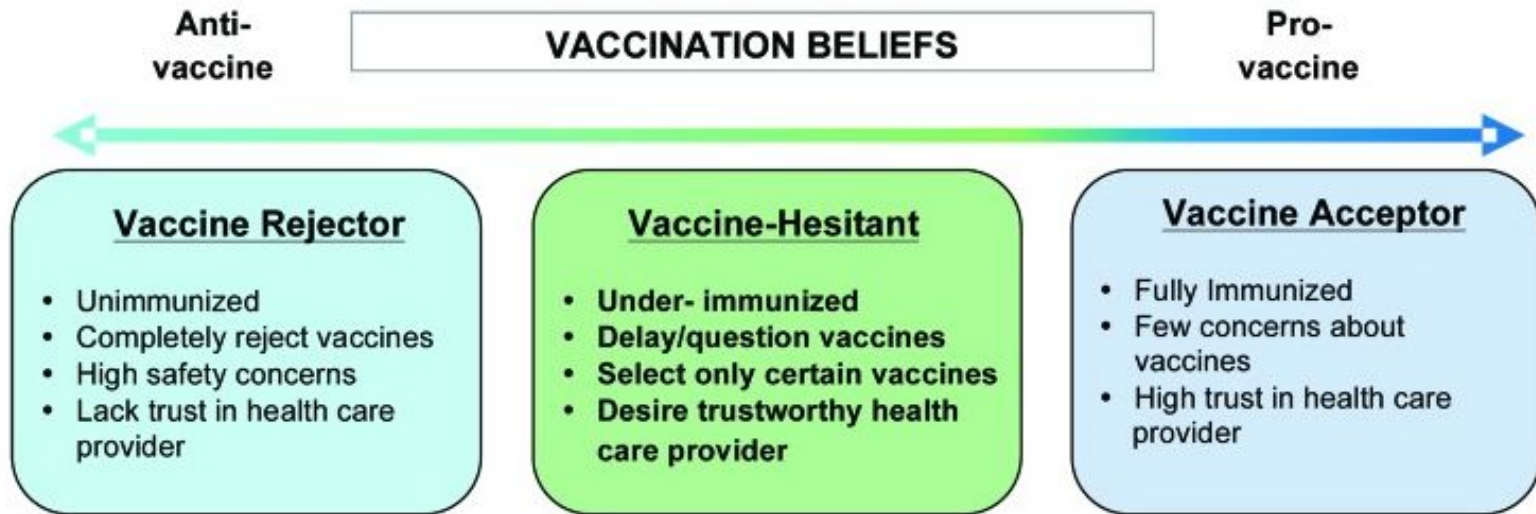 Anti-
vaccine
VACCINATION BELIEFS
Pro-
vaccine
Vaccine Rejector
• Unimmunized
• Completely reject vaccines
• High safety concerns
• Lack trust in health care
provider
Vaccine-Hesitant
• Under- immunized
• Delay/question vaccines
• Select only certain vaccines
• Desire trustworthy health
care provider
Vaccine Acceptor
• Fully Immunized
• Few concerns about
vaccines
• High trust in health care
provider